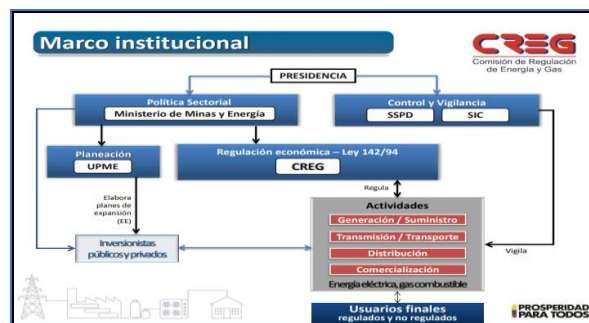 Marco institucional
CREG
Comisión de Regulación
de Energía y Gas
PRESIDENCIA
Política Sectorial
Ministerio de Minas y Energía
Control y Vigilancia
SSPD
SIC
Planeación
UPME
Regulación económica – Ley 142/94
CREG
Elabora
planes de
expansión
(EE)
Regula
Actividades
Generación / Suministro
Transmisión / Transporte
Distribución
Comercialización
Energía eléctrica, gas combustible
Inversionistas
públicos y privados
Vigila
Usuarios finales
regulados y no regulados
PROSPERIDAD
PARA TODOS